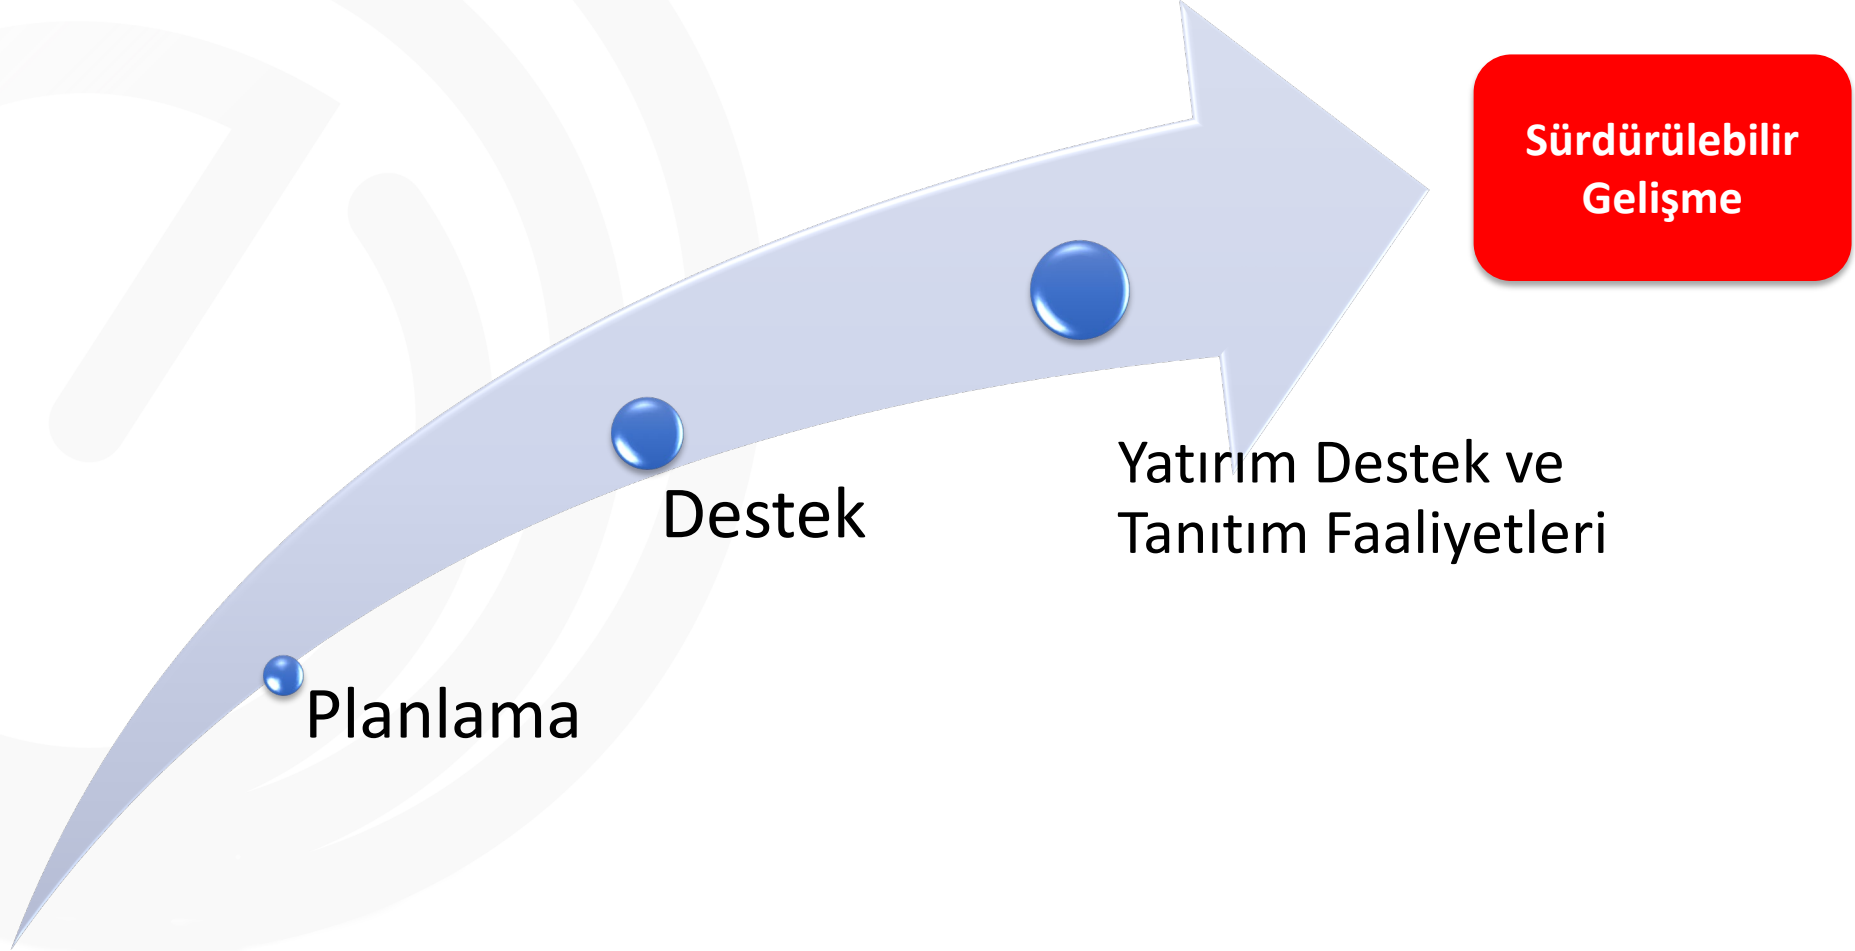 Sürdürülebilir
Gelişme
Yatırım Destek ve
Tanıtım Faaliyetleri
Destek
Planlama